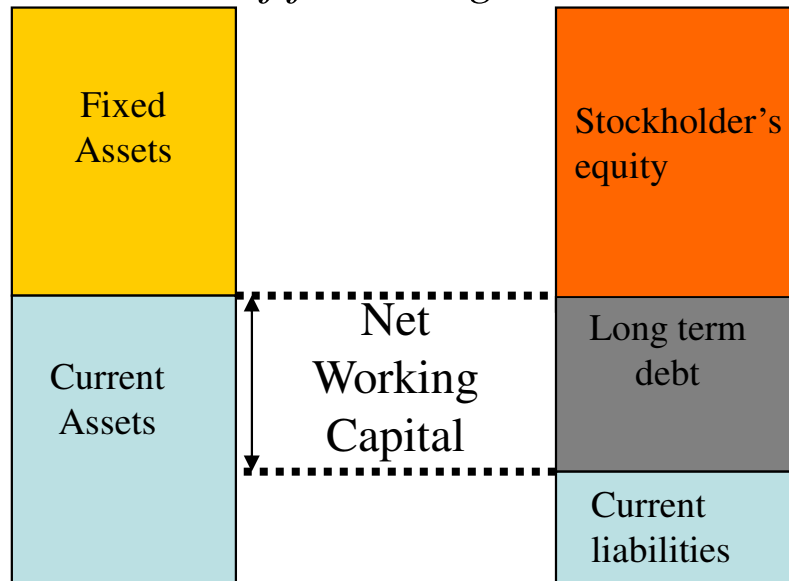 Fixed
Assets
Stockholder's
equity
Net
Working
Capital
Long term
debt
Current
Assets
Current
liabilities